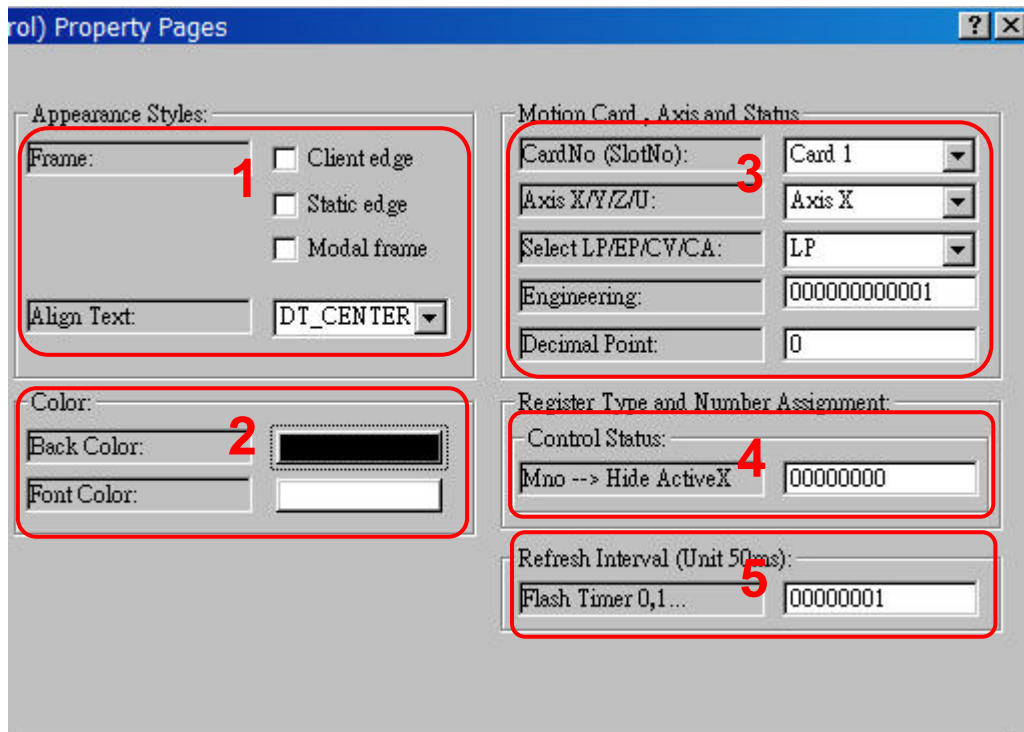 rol) Property Pages
Appearance Styles:
Frame:
1
Client edge
Static edge
Modal frame
Align Text:
DT_CENTER
Color:
Back Color:
2
Font Color:
Motion Card , Axis and Status
CardNo (SlotNo):
3
Card 1
Axis X/Y/Z/U:
Axis X
Select LP/EP/CV/CA:
LP
Engineering:
000000000001
Decimal Point:
0
Register Type and Number Assignment:
Control Status:
4
Mno --> Hide ActiveX
00000000
Refresh Interval (Unit 50ms):
5
Flash Timer 0,1...
00000001